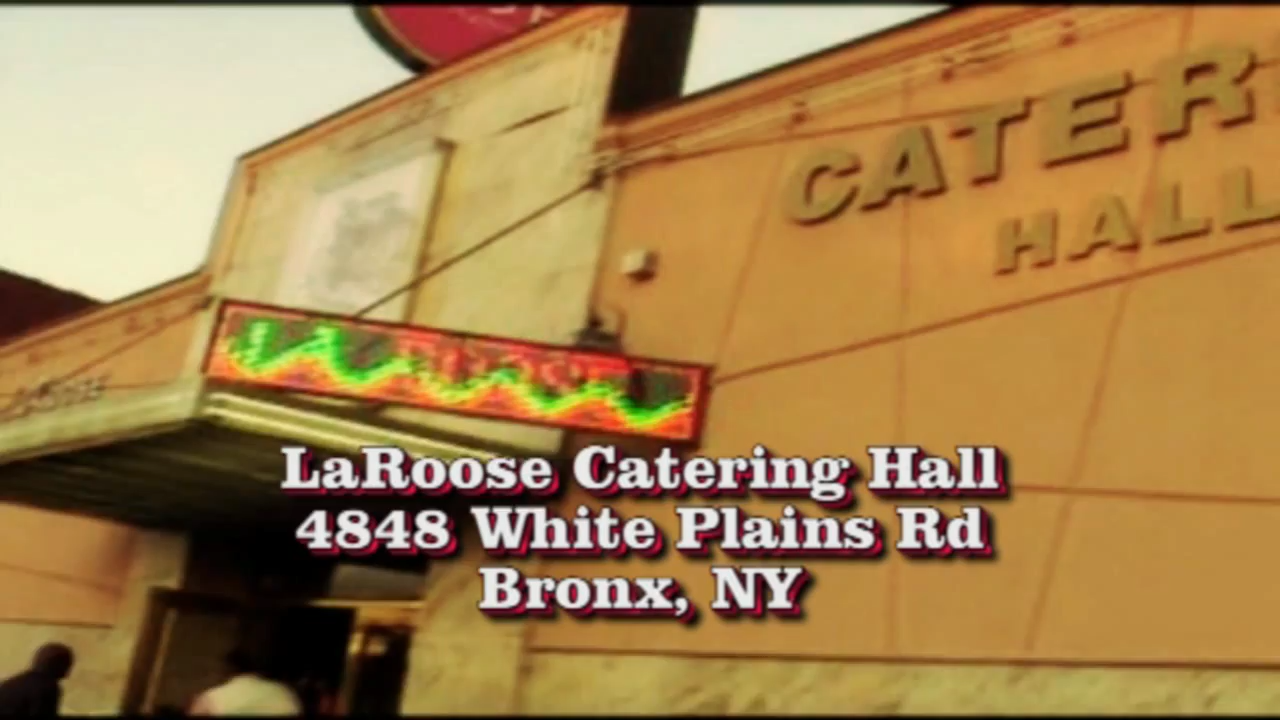 CATER
HALL
LaRoose Catering Hall
4848 White Plains Rd
Bronx, NY